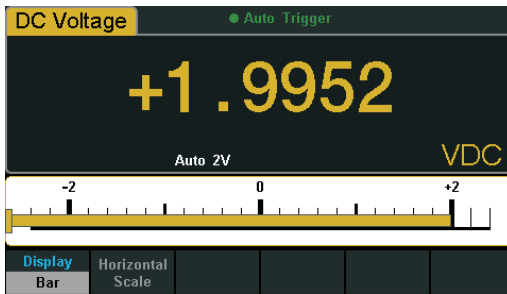 DC Voltage
Auto Trigger
+1.9952
Auto 2V
VDC
-2 0 +2
Display Horizontal
Bar Scale